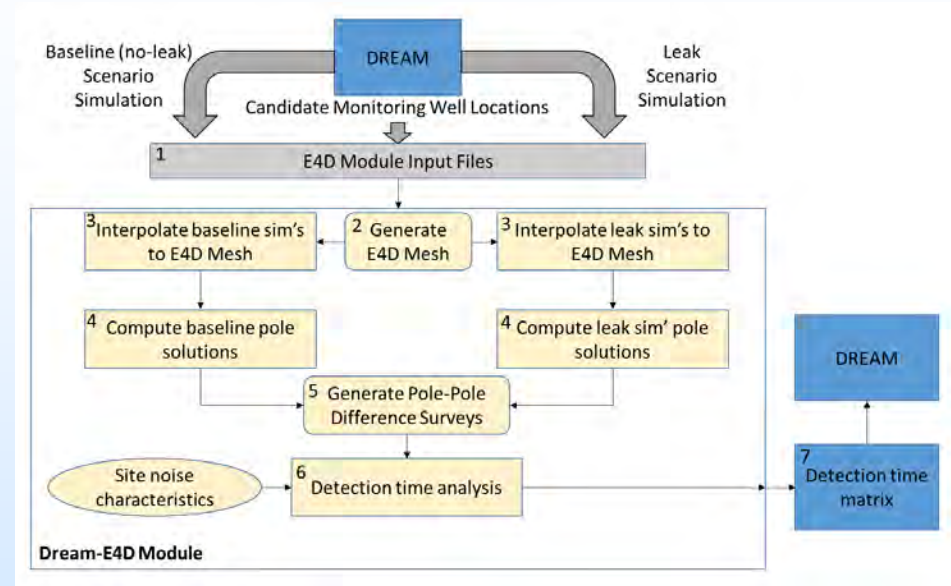 Baseline (no-leak)
Scenario
Simulation
DREAM
Leak
Scenario
Simulation
Candidate Monitoring Well Locations
1
E4D Module Input Files
3 Interpolate baseline sim's
to E4D Mesh
2 Generate
E4D Mesh
3 Interpolate leak sim's to
E4D Mesh
4 Compute baseline pole
solutions
4 Compute leak sim' pole
solutions
5 Generate Pole-Pole
Difference Surveys
Site noise
characteristics
6 Detection time analysis
DREAM
7
Detection time
matrix
Dream-E4D Module